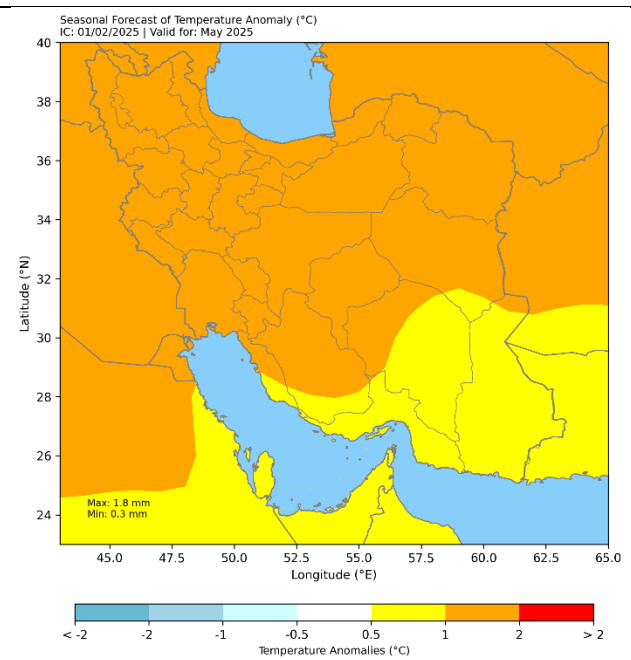 Seasonal Forecast of Temperature Anomaly (°C)
IC: 01/02/2025 | Valid for: May 2025
40
38
36
34
32
30
28
26
24
Latitude (°N)
Max: 1.8 mm
Min: 0.3 mm
45.0 47.5 50.0 52.5 55.0 57.5 60.0 62.5 65.0
Longitude (°E)
< -2 -2 -1 -0.5 0.5 1 2 > 2
Temperature Anomalies (°C)